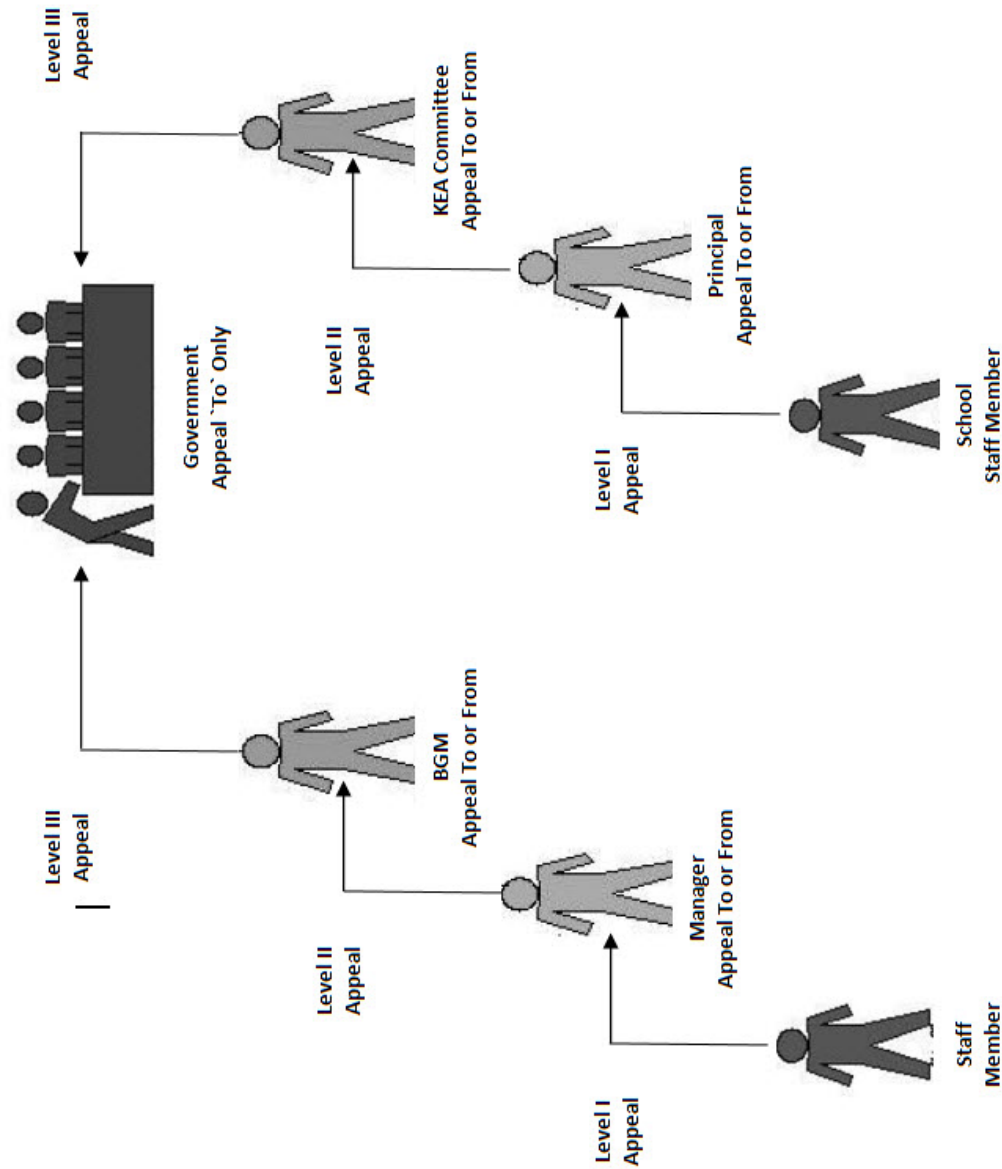 Level III
Appeal
Level III
Appeal
Government
Appeal `To` Only
BGM
Appeal To or From
KEA Committee
Appeal To or From
Level II
Appeal
Level II
Appeal
Manager
Appeal To or From
Principal
Appeal To or From
Level I
Appeal
Level I
Appeal
Staff
Member
School
Staff Member